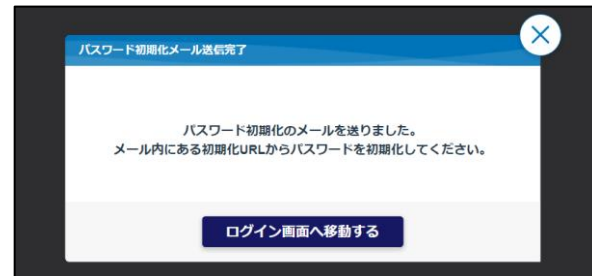 パスワード初期化メール送信完了
パスワード初期化のメールを送りました。
メール内にある初期化URLからパスワードを初期化してください。
ログイン画面へ移動する